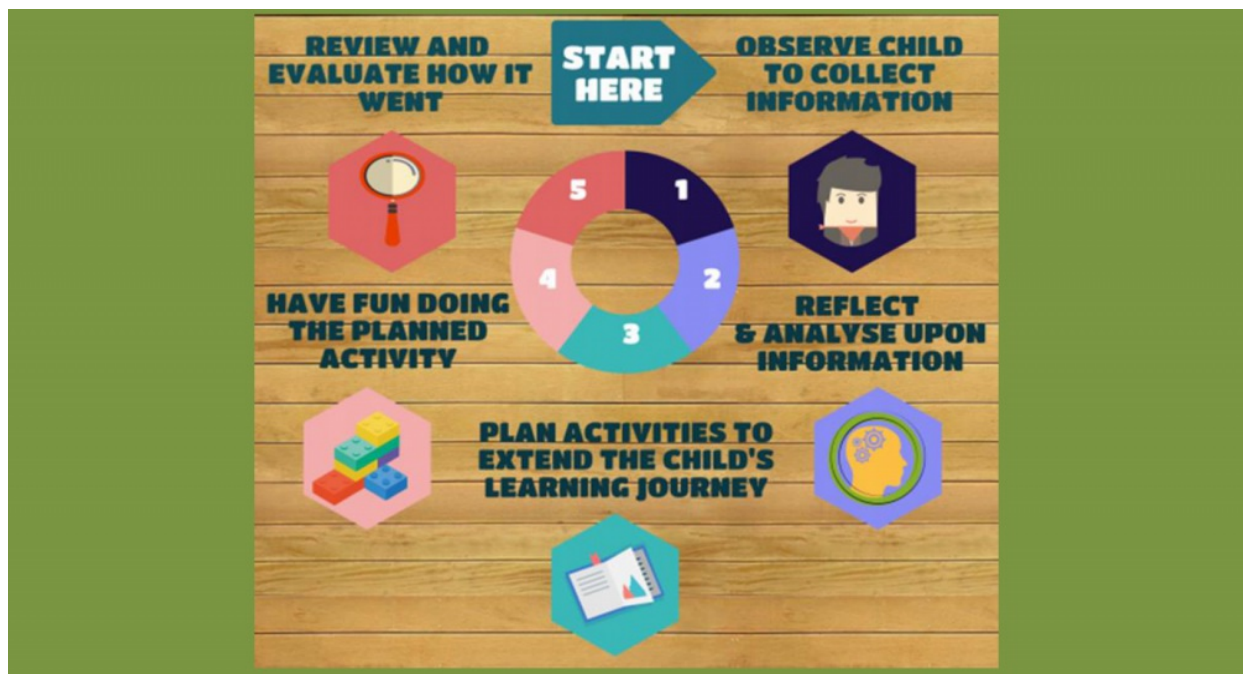 START
HERE
OBSERVE CHILD
TO COLLECT
INFORMATION
1
REFLECT
& ANALYSE UPON
INFORMATION
2
PLAN ACTIVITIES TO
EXTEND THE CHILD'S
LEARNING JOURNEY
3
HAVE FUN DOING
THE PLANNED
ACTIVITY
4
REVIEW AND
EVALUATE HOW IT
WENT
5